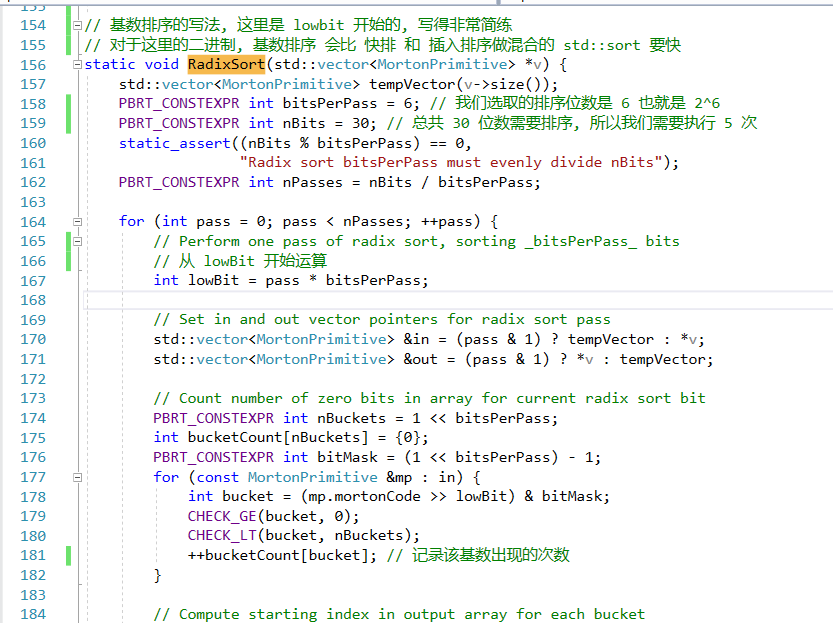 153
154 // 基数排序的写法, 这里是 lowbit 开始的, 写得非常简练
155 // 对于这里的二进制, 基数排序 会比 快排 和 插入排序做混合的 std::sort 要快
156 static void RadixSort(std::vector<MortonPrimitive> *v) {
157 std::vector<MortonPrimitive> tempVector(v->size());
158 PBRT_CONSTEXPR int bitsPerPass = 6; // 我们选取的排序位数是 6 也就是 2^6
159 PBRT_CONSTEXPR int nBits = 30; // 总共 30 位数需要排序, 所以我们需要执行 5 次
160 static_assert((nBits % bitsPerPass) == 0,
161 "Radix sort bitsPerPass must evenly divide nBits");
162 PBRT_CONSTEXPR int nPasses = nBits / bitsPerPass;
163
164 for (int pass = 0; pass < nPasses; ++pass) {
165 // Perform one pass of radix sort, sorting _bitsPerPass_ bits
166 // 从 lowBit 开始运算
167 int lowBit = pass * bitsPerPass;
168
169 // Set in and out vector pointers for radix sort pass
170 std::vector<MortonPrimitive> &in = (pass & 1) ? tempVector : *v;
171 std::vector<MortonPrimitive> &out = (pass & 1) ? *v : tempVector;
172
173 // Count number of zero bits in array for current radix sort bit
174 PBRT_CONSTEXPR int nBuckets = 1 << bitsPerPass;
175 int bucketCount[nBuckets] = {0};
176 PBRT_CONSTEXPR int bitMask = (1 << bitsPerPass) - 1;
177 for (const MortonPrimitive &mp : in) {
178 int bucket = (mp.mortonCode >> lowBit) & bitMask;
179 CHECK_GE(bucket, 0);
180 CHECK_LT(bucket, nBuckets);
181 ++bucketCount[bucket]; // 记录该基数出现的次数
182 }
183
184 // Compute starting index in output array for each bucket